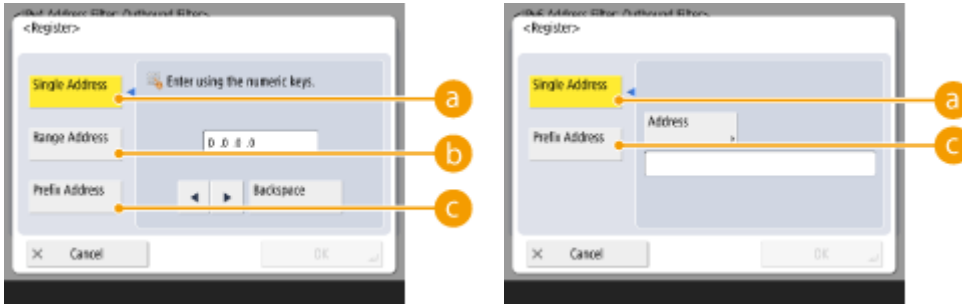 <IPv4 Address Filter: Outbound Filter>
<Register>
Single Address
Enter using the numeric keys.
a
Range Address
0 .0 .0 .0
b
Prefix Address
◀
▶
Backspace
c
× Cancel
OK
<IPv6 Address Filter: Outbound Filter>
<Register>
Single Address
a
Address
Prefix Address
c
× Cancel
OK